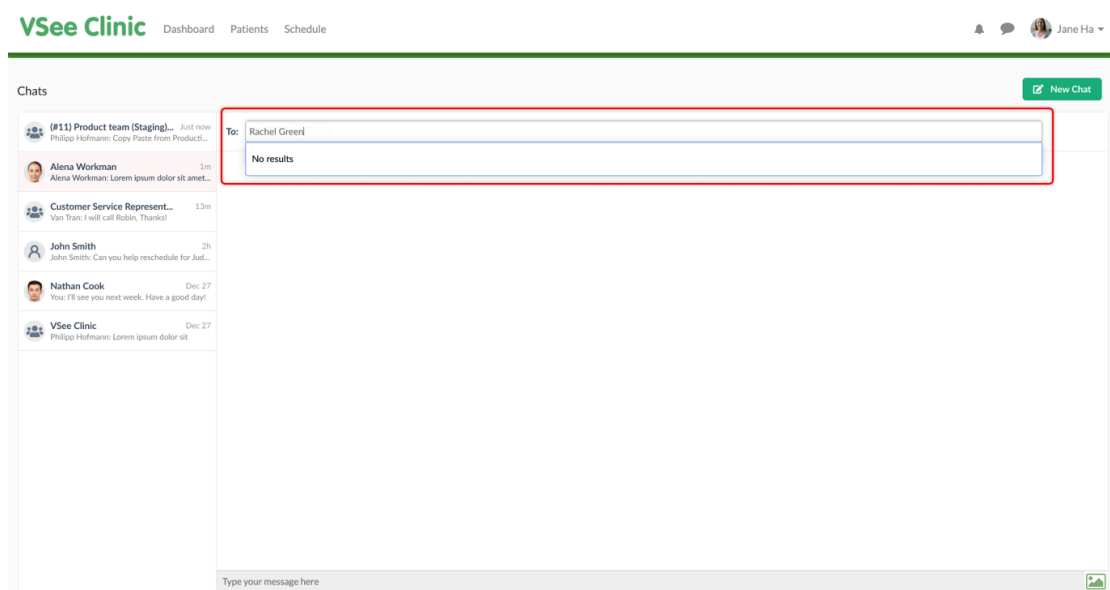 VSee Clinic Dashboard Patients Schedule Jane Ha
Chats
New Chat
(#11) Product team (Staging)... Just now
Philipp Hofmann: Copy Paste from Producti...
Alena Workman 1m
Alena Workman: Lorem ipsum dolor sit amet...
Customer Service Represent... 13m
Van Tran: I will call Robin, Thanks!
John Smith 2h
John Smith: Can you help reschedule for Jud...
Nathan Cook Dec 27
You: I'll see you next week. Have a good day!
VSee Clinic Dec 27
Philipp Hofmann: Lorem ipsum dolor sit
To: Rachel Green
No results
Type your message here